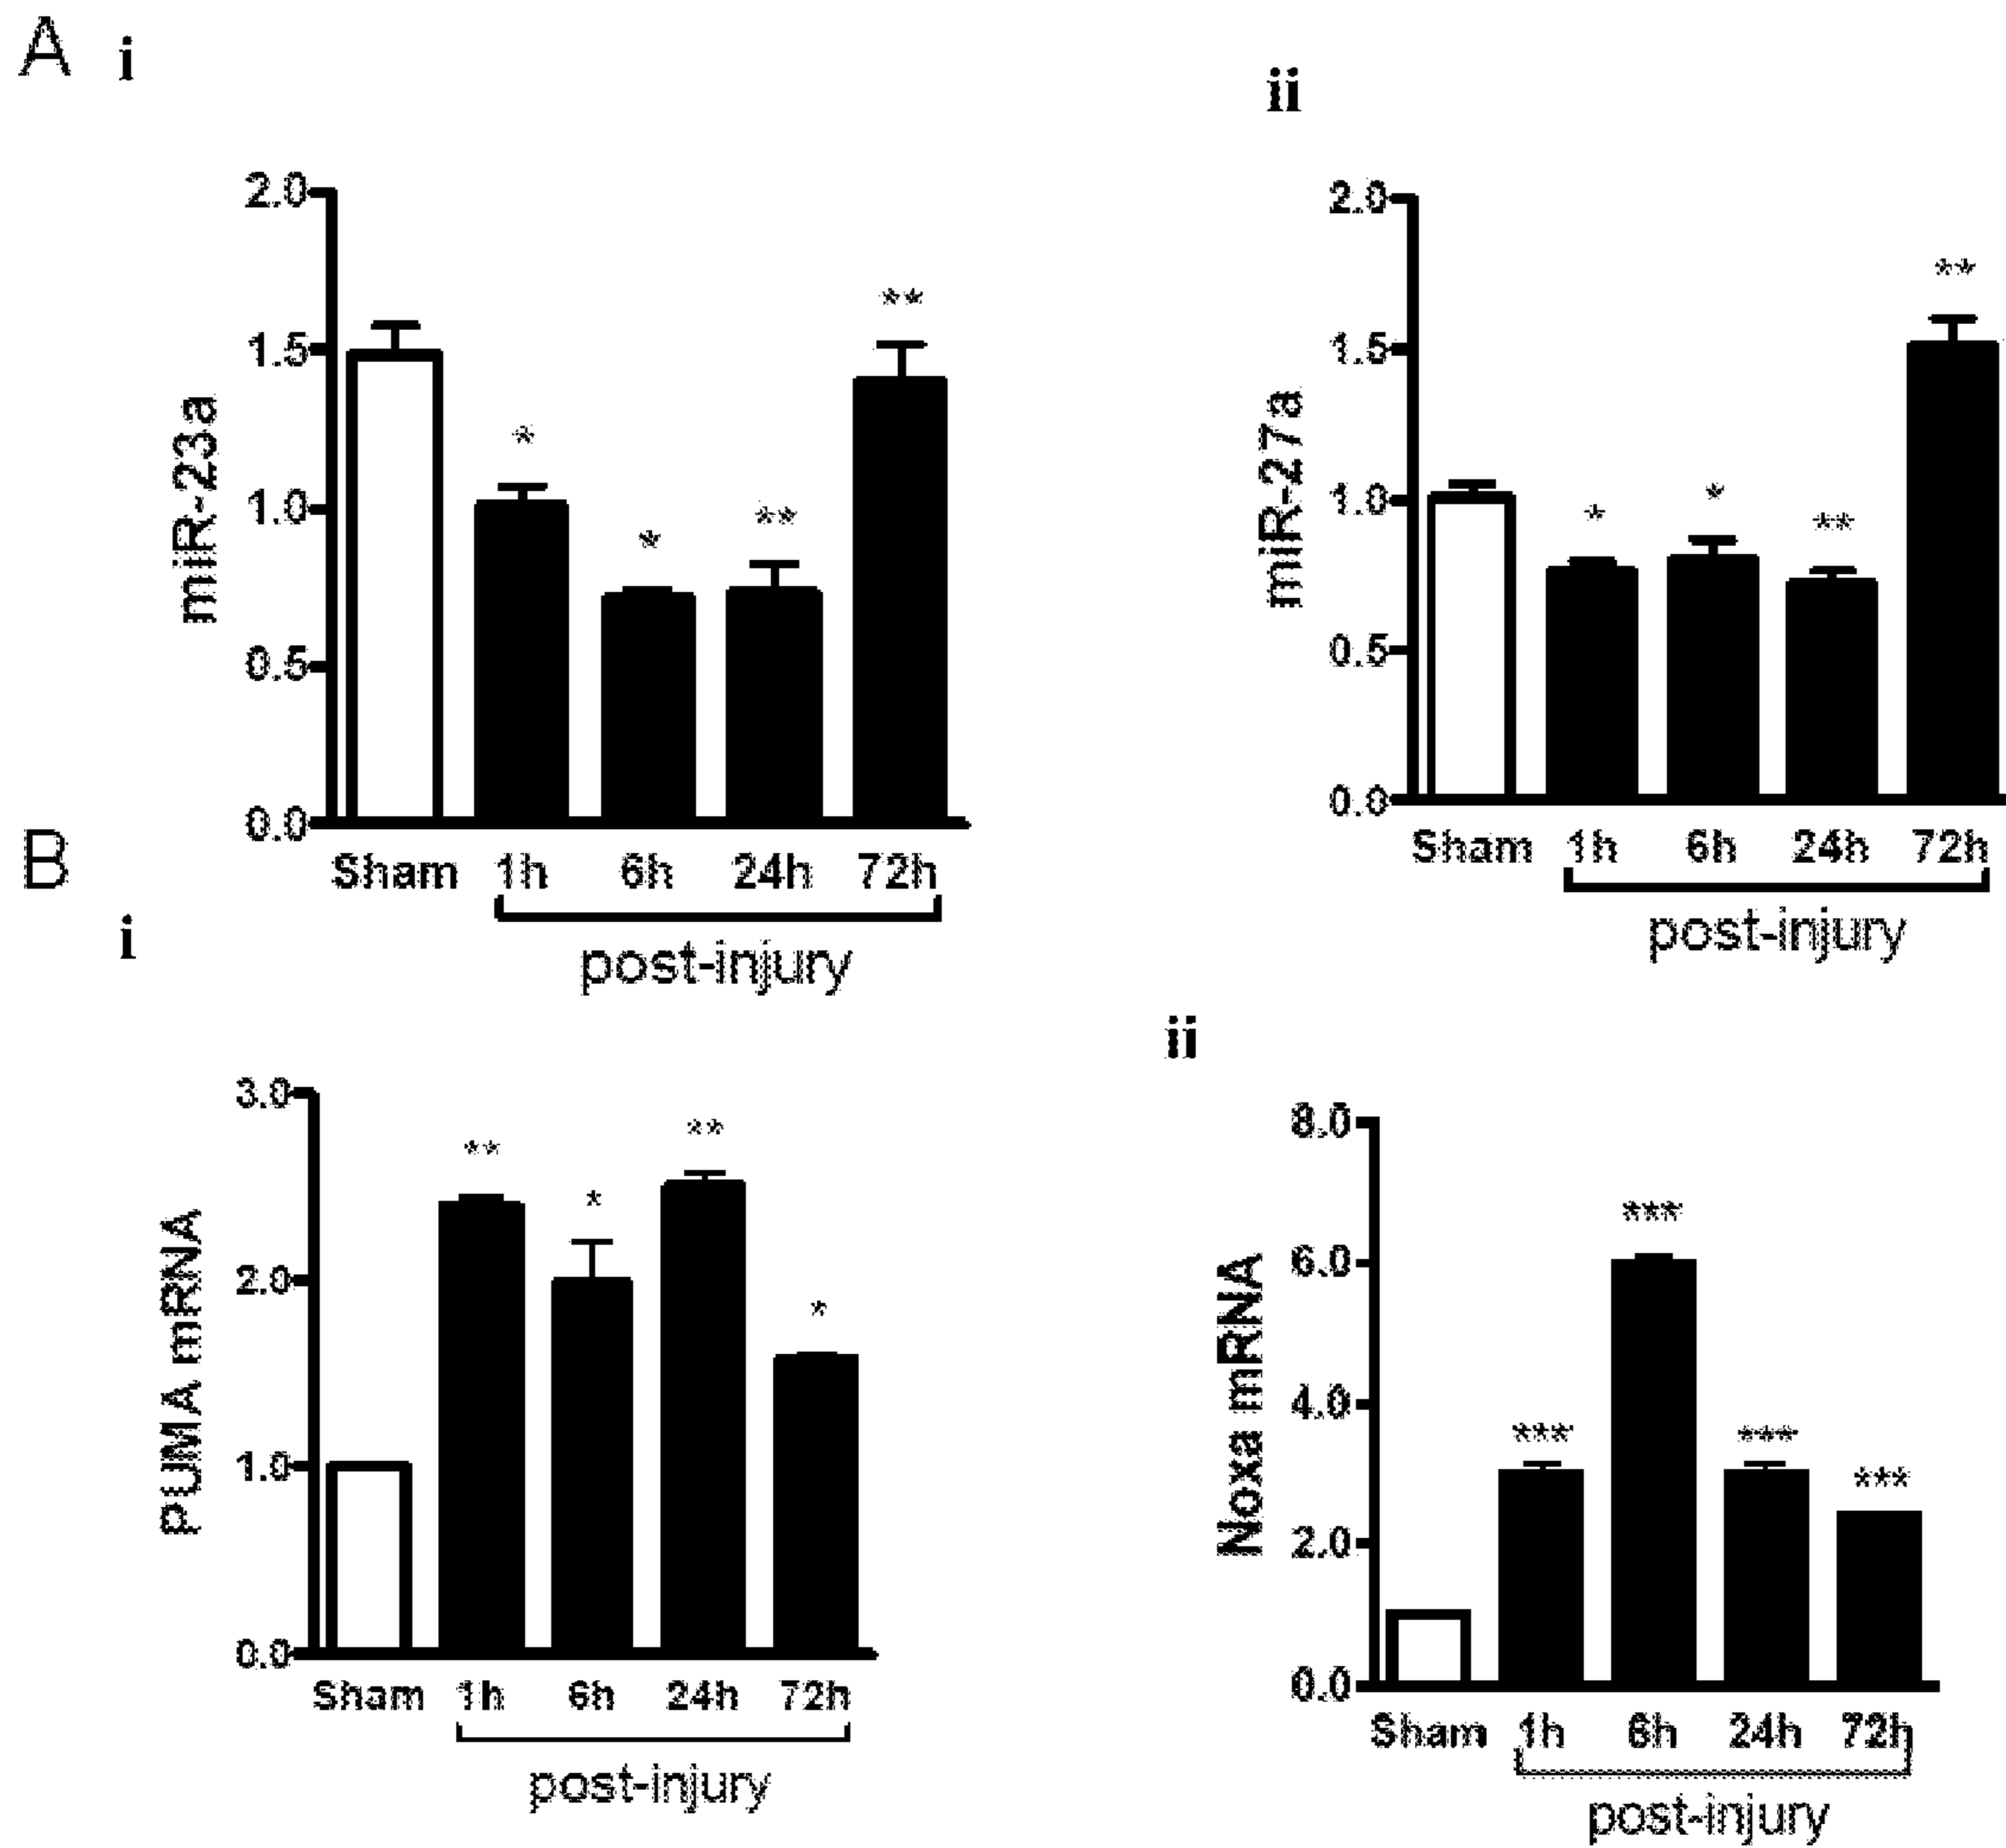 A i
ii
2.0
1.5
1.0
0.5
0.0
miR-23a
*
*
**
**
Sham 1h 6h 24h 72h
post-injury
2.0
1.5
1.0
0.5
0.0
miR-27a
*
*
**
**
Sham 1h 6h 24h 72h
post-injury
B
i
3.0
2.0
1.0
0.0
PUMA mRNA
**
*
**
*
Sham 1h 6h 24h 72h
post-injury
ii
8.0
6.0
4.0
2.0
0.0
Noxa mRNA
***
***
***
***
Sham 1h 6h 24h 72h
post-injury